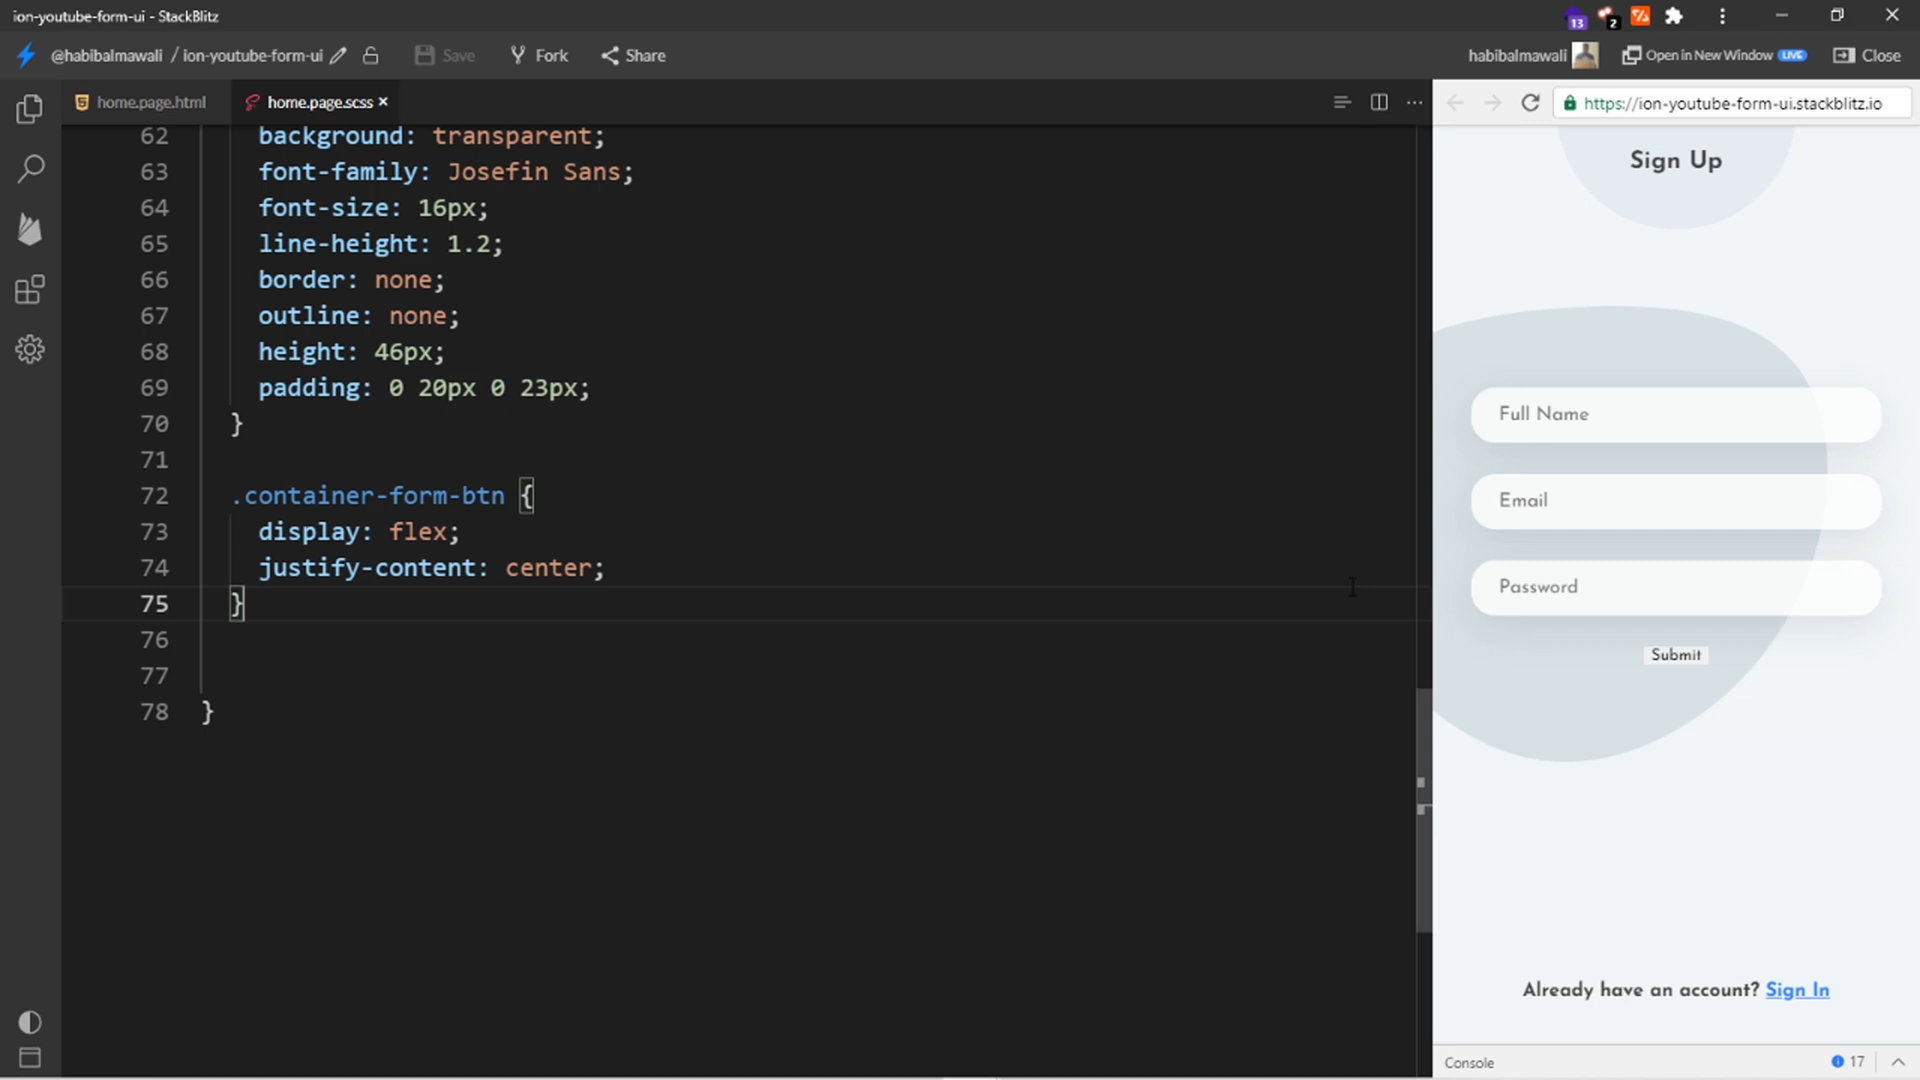 ion-youtube-form-ui - StackBlitz
13
2
@habibalmawali / ion-youtube-form-ui
Save
Fork
Share
habibalmawali
Open in New Window LIVE
Close
home.page.html
home.page.scss
https://ion-youtube-form-ui.stackblitz.io
62 background: transparent;
63 font-family: Josefin Sans;
64 font-size: 16px;
65 line-height: 1.2;
66 border: none;
67 outline: none;
68 height: 46px;
69 padding: 0 20px 0 23px;
70 }
71
72 .container-form-btn {
73 display: flex;
74 justify-content: center;
75 }
76
77
78 }
Sign Up
Full Name
Email
Password
Submit
Already have an account? Sign In
Console
17